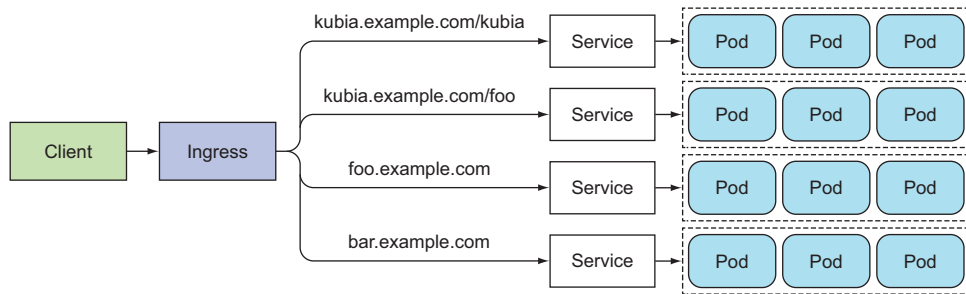 kubia.example.com/kubia
Service
Pod Pod Pod
kubia.example.com/foo
Service
Pod Pod Pod
Client
Ingress
foo.example.com
Service
Pod Pod Pod
bar.example.com
Service
Pod Pod Pod